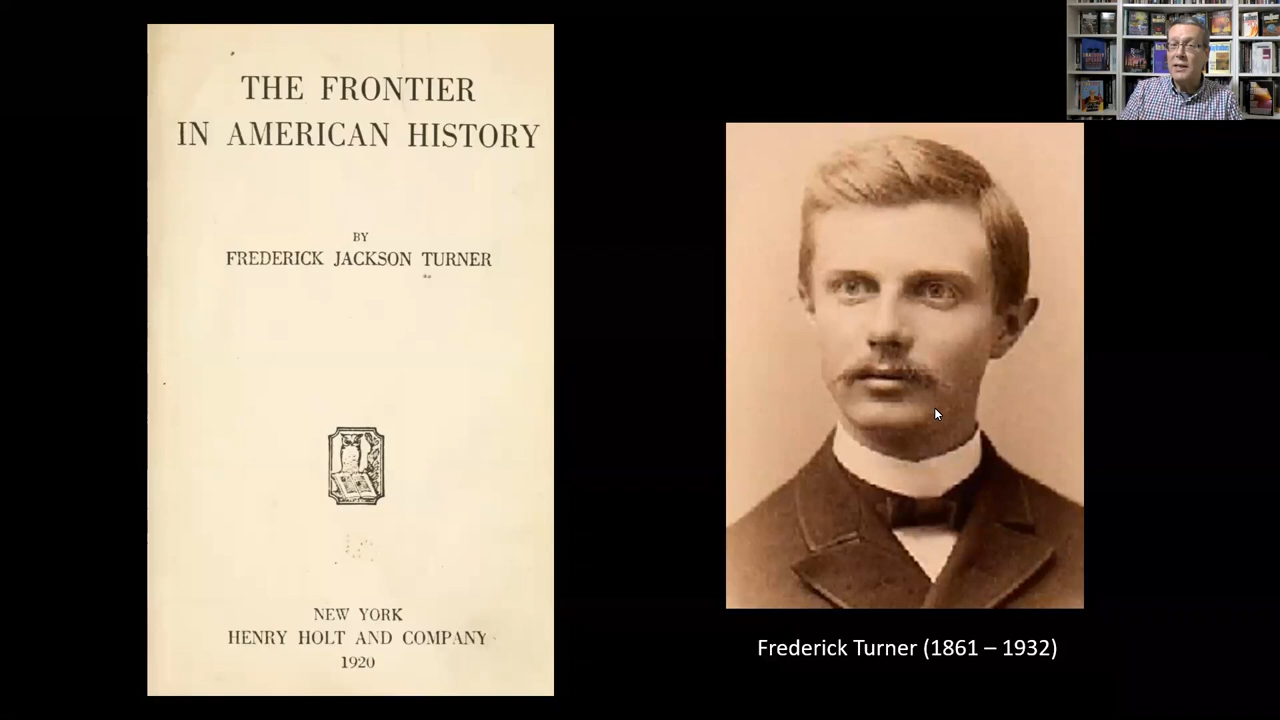 THE FRONTIER
IN AMERICAN HISTORY
BY
FREDERICK JACKSON TURNER
NEW YORK
HENRY HOLT AND COMPANY
1920
Frederick Turner (1861 – 1932)